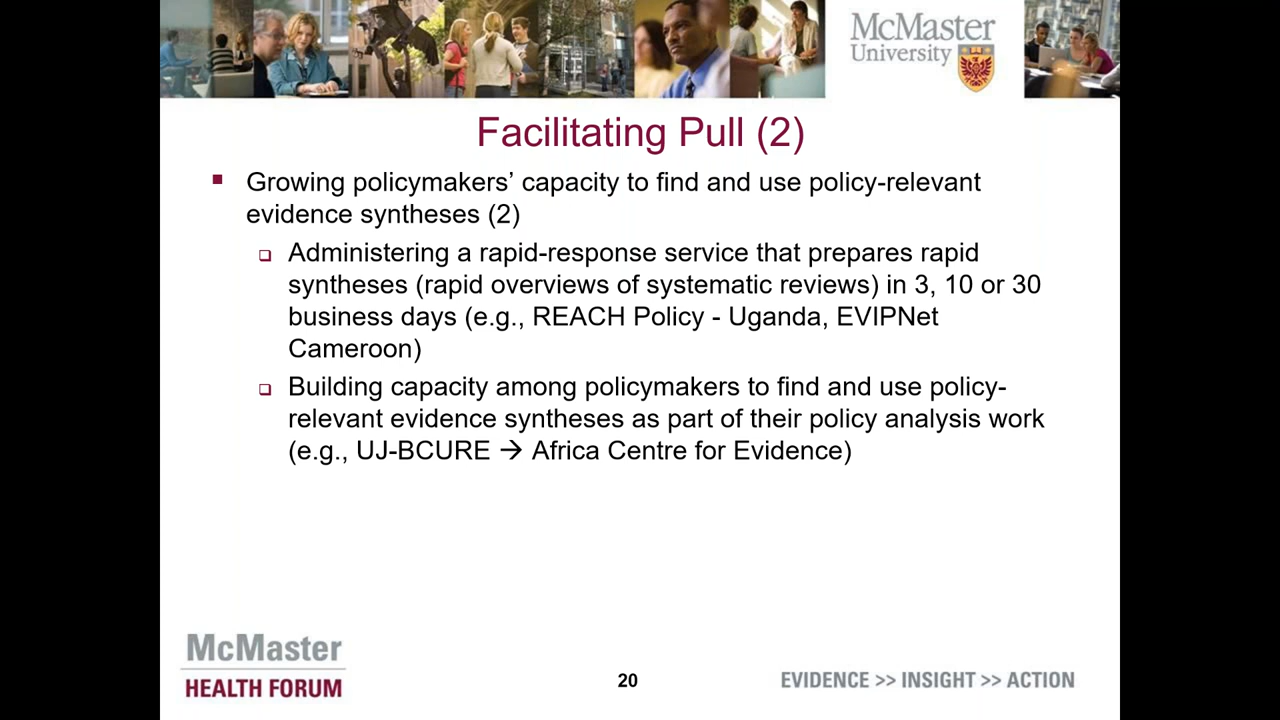 McMaster
University
Facilitating Pull (2)
Growing policymakers’ capacity to find and use policy-relevant
evidence syntheses (2)
Administering a rapid-response service that prepares rapid
syntheses (rapid overviews of systematic reviews) in 3, 10 or 30
business days (e.g., REACH Policy - Uganda, EVIPNet
Cameroon)
Building capacity among policymakers to find and use policy-
relevant evidence syntheses as part of their policy analysis work
(e.g., UJ-BCURE → Africa Centre for Evidence)
McMaster
HEALTH FORUM
20
EVIDENCE >> INSIGHT >> ACTION